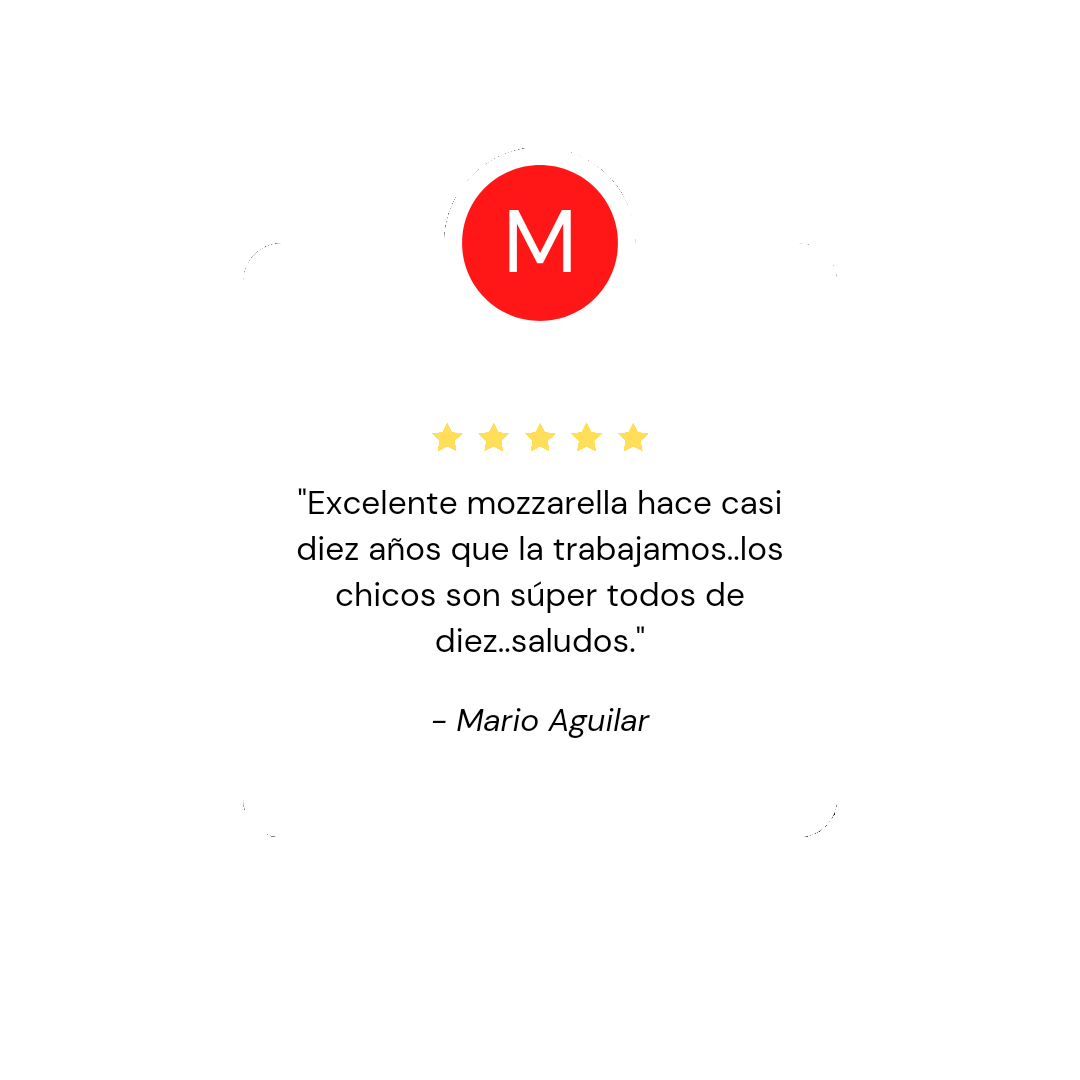 M
"Excelente mozzarella hace casi
diez años que la trabajamos..los
chicos son súper todos de
diez..saludos."
- Mario Aguilar